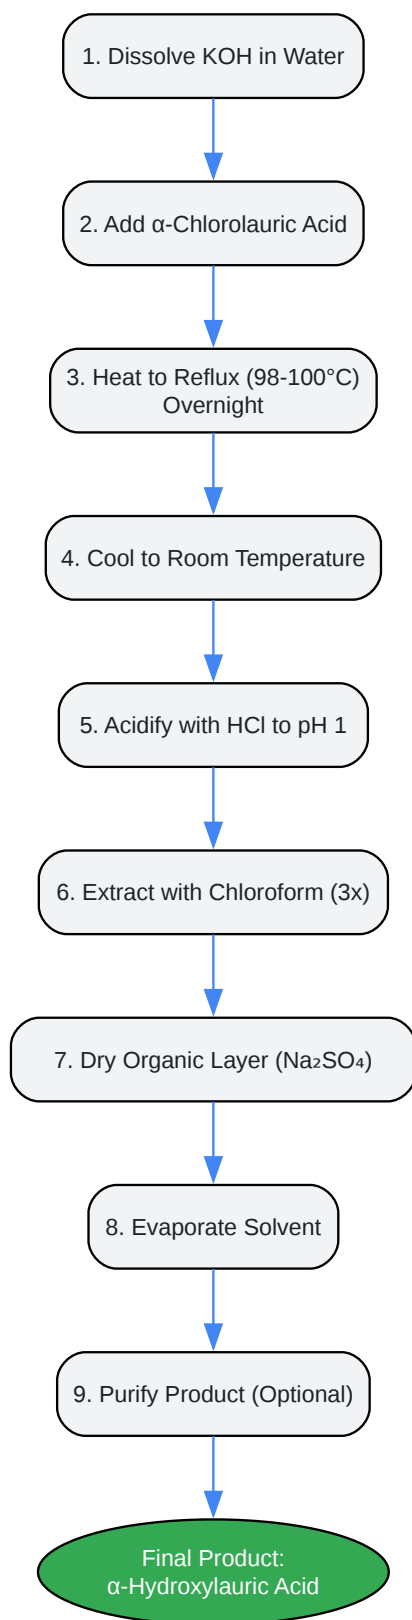 1. Dissolve KOH in Water
2. Add α-Chlorolauric Acid
3. Heat to Reflux (98-100°C)
Overnight
4. Cool to Room Temperature
5. Acidify with HCl to pH 1
6. Extract with Chloroform (3x)
7. Dry Organic Layer (Na₂SO₄)
8. Evaporate Solvent
9. Purify Product (Optional)
Final Product:
α-Hydroxylauric Acid